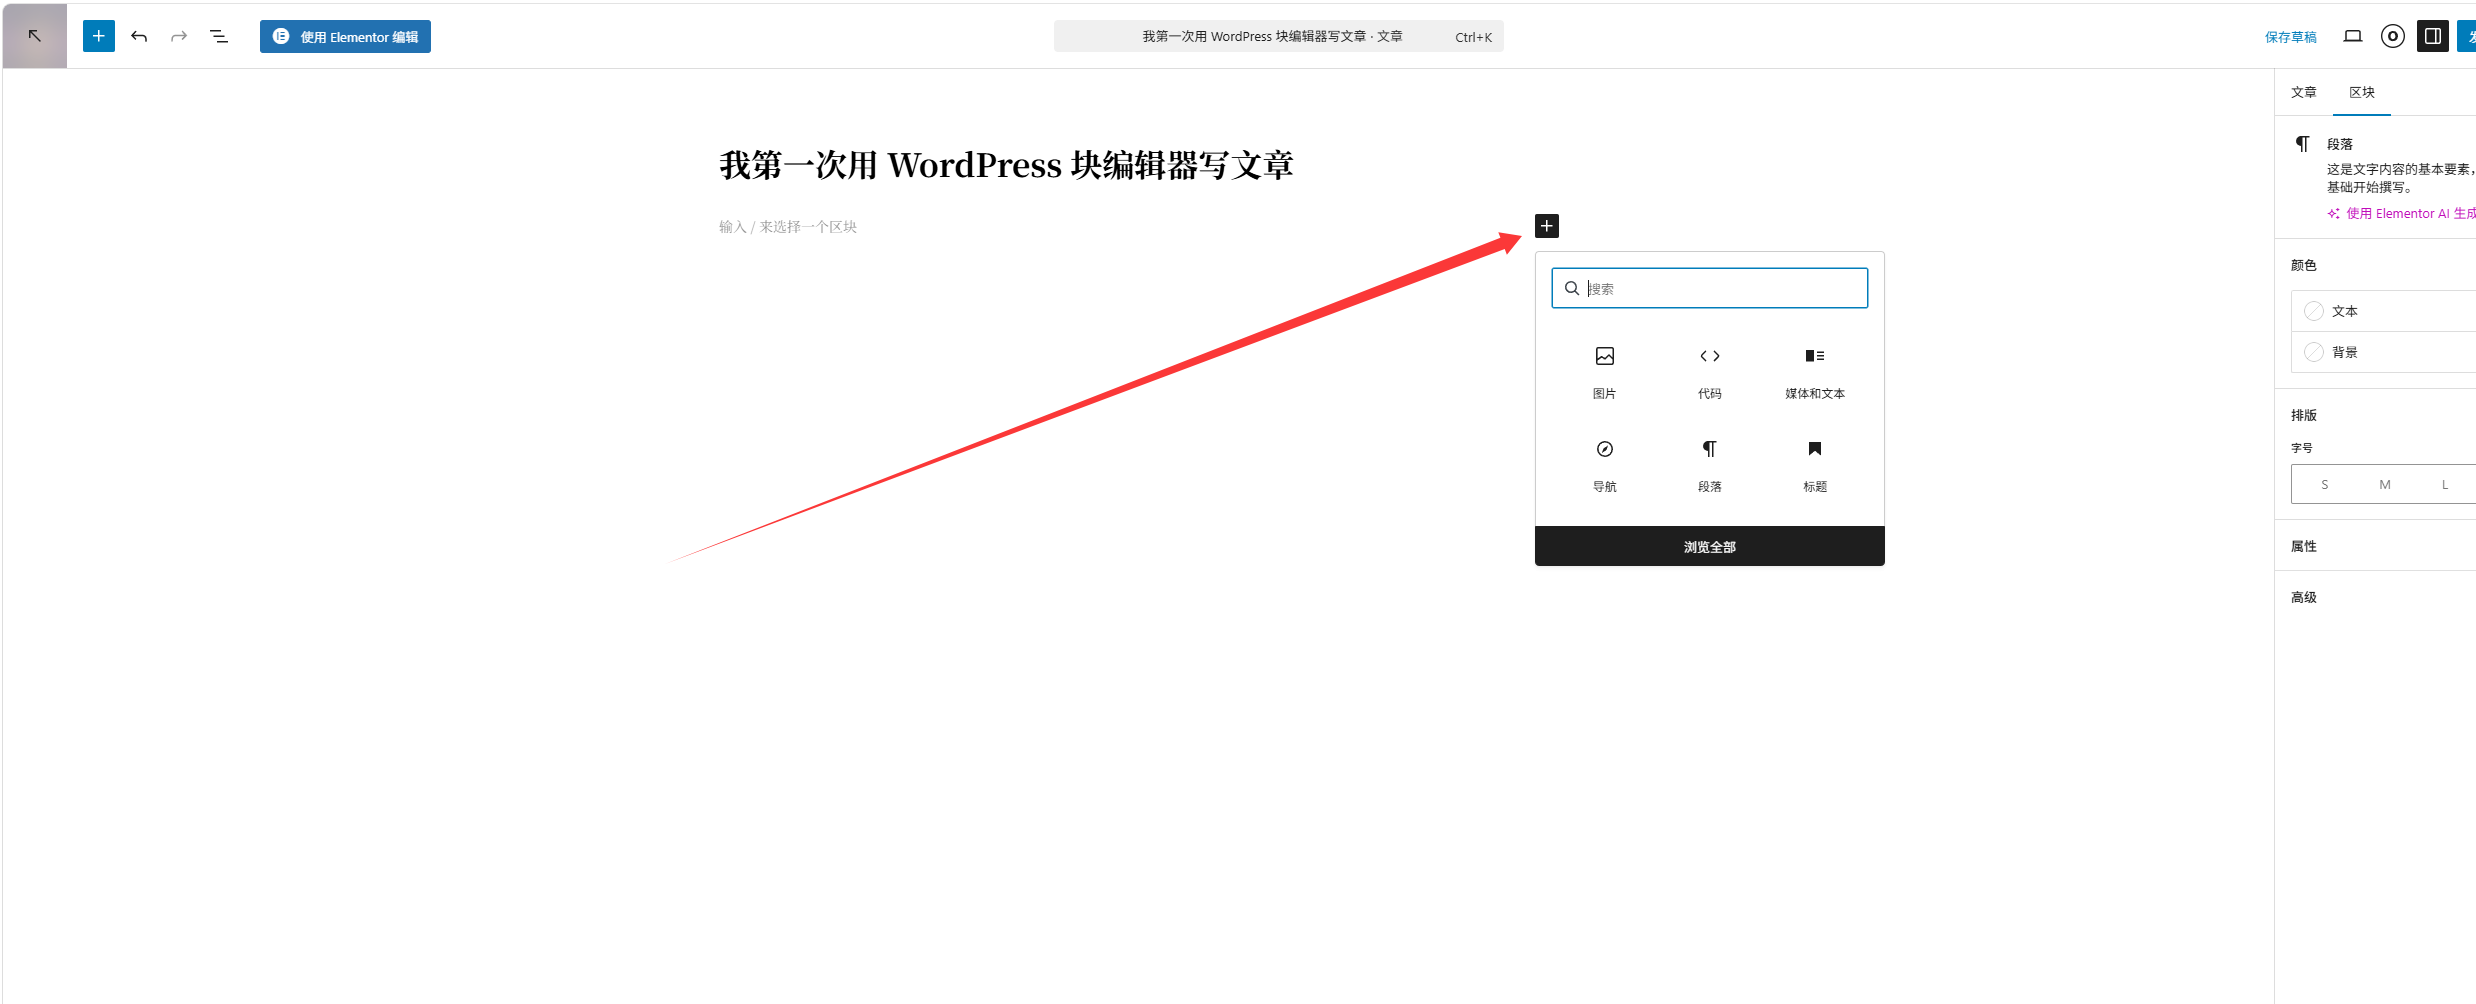 使用 Elementor 编辑
我第一次用 WordPress 块编辑器写文章 · 文章
Ctrl+K
保存草稿
文章
区块
段落
这是文字内容的基本要素，
基础开始撰写。
使用 Elementor AI 生成
我第一次用 WordPress 块编辑器写文章
输入 / 来选择一个区块
搜索
图片
代码
媒体和文本
导航
段落
标题
浏览全部
颜色
文本
背景
排版
字号
S M L
属性
高级